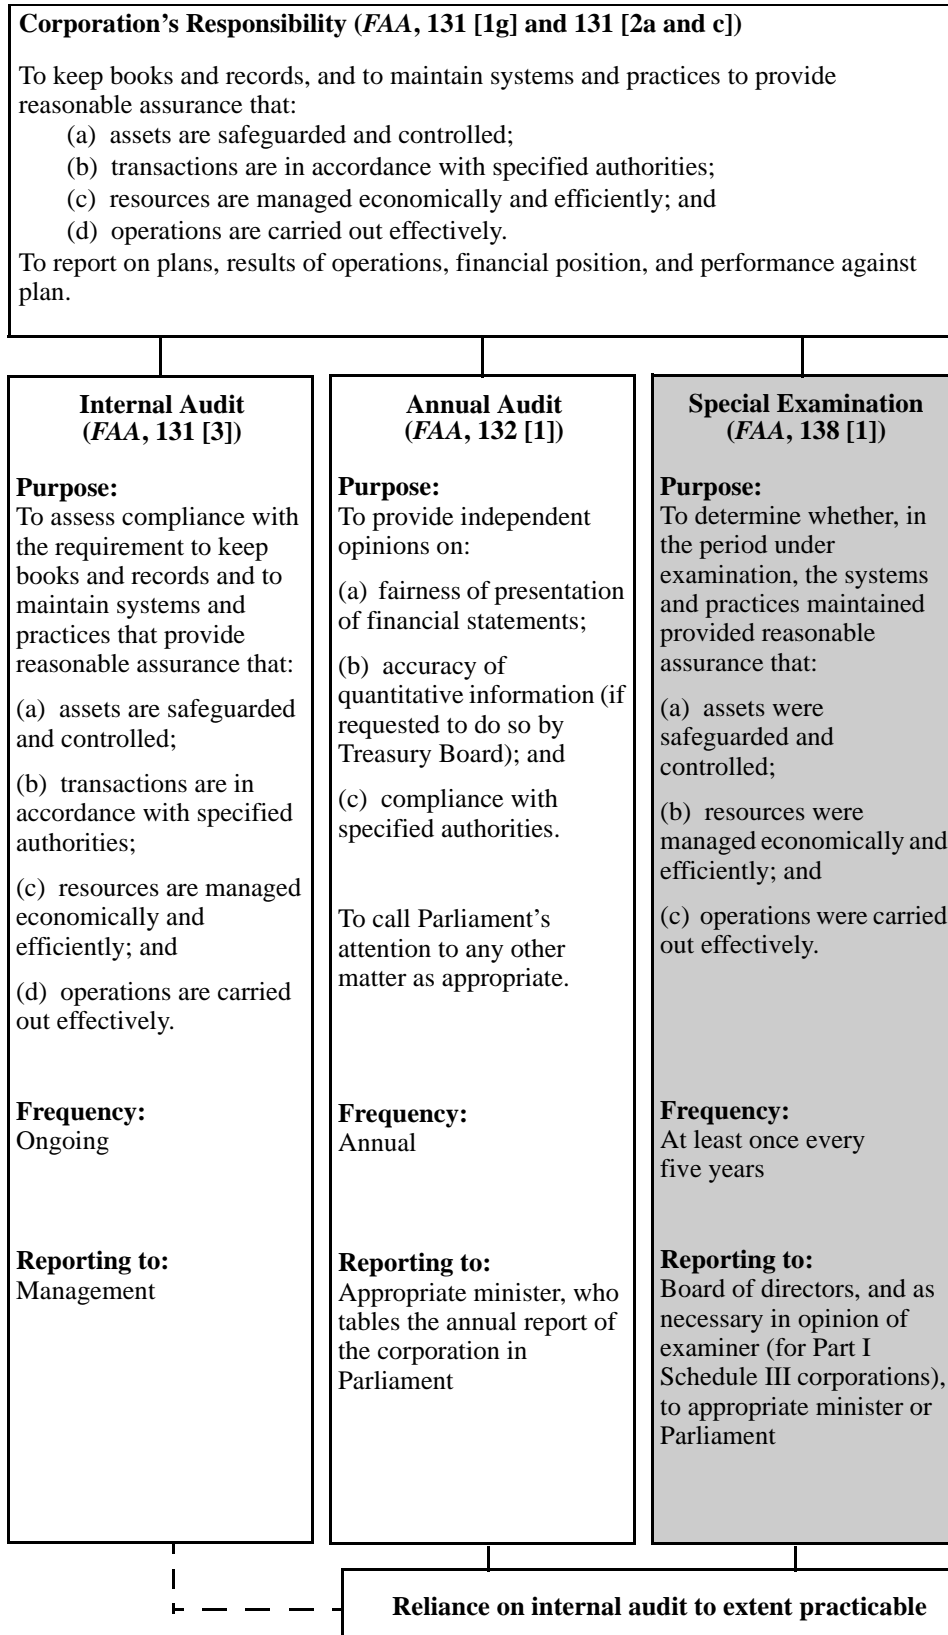 Corporation's Responsibility (FAA, 131 [1g] and 131 [2a and c])
To keep books and records, and to maintain systems and practices to provide
reasonable assurance that:
(a) assets are safeguarded and controlled;
(b) transactions are in accordance with specified authorities;
(c) resources are managed economically and efficiently; and
(d) operations are carried out effectively.
To report on plans, results of operations, financial position, and performance against
plan.
Internal Audit
(FAA, 131 [3])
Purpose:
To assess compliance with
the requirement to keep
books and records and to
maintain systems and
practices that provide
reasonable assurance that:
(a) assets are safeguarded
and controlled;
(b) transactions are in
accordance with specified
authorities;
(c) resources are managed
economically and
efficiently; and
(d) operations are carried
out effectively.
Frequency:
Ongoing
Reporting to:
Management
Annual Audit
(FAA, 132 [1])
Purpose:
To provide independent
opinions on:
(a) fairness of presentation
of financial statements;
(b) accuracy of
quantitative information (if
requested to do so by
Treasury Board); and
(c) compliance with
specified authorities.
To call Parliament's
attention to any other
matter as appropriate.
Frequency:
Annual
Reporting to:
Appropriate minister, who
tables the annual report of
the corporation in
Parliament
Special Examination
(FAA, 138 [1])
Purpose:
To determine whether, in
the period under
examination, the systems
and practices maintained
provided reasonable
assurance that:
(a) assets were
safeguarded and
controlled;
(b) resources were
managed economically and
efficiently; and
(c) operations were carried
out effectively.
Frequency:
At least once every
five years
Reporting to:
Board of directors, and as
necessary in opinion of
examiner (for Part I
Schedule III corporations),
to appropriate minister or
Parliament
Reliance on internal audit to extent practicable